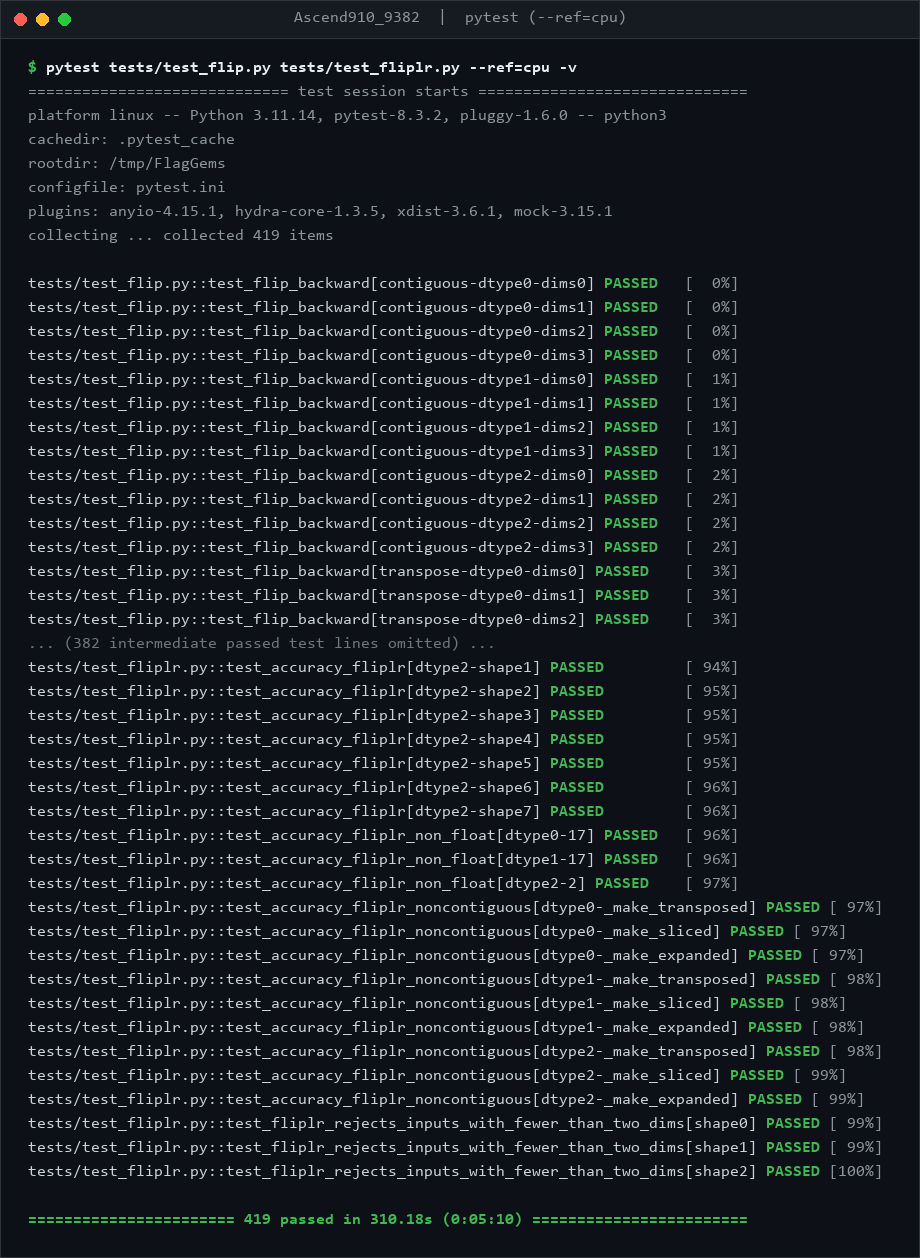 Ascend910_9382  |  pytest (--ref=cpu)
$ pytest tests/test_flip.py tests/test_fliplr.py --ref=cpu -v
============================= test session starts ==============================
platform linux -- Python 3.11.14, pytest-8.3.2, pluggy-1.6.0 -- python3
cachedir: .pytest_cache
rootdir: /tmp/FlagGems
configfile: pytest.ini
plugins: anyio-4.15.1, hydra-core-1.3.5, xdist-3.6.1, mock-3.15.1
collecting ... collected 419 items
tests/test_flip.py::test_flip_backward[contiguous-dtype0-dims0] PASSED   [  0%]
tests/test_flip.py::test_flip_backward[contiguous-dtype0-dims1] PASSED   [  0%]
tests/test_flip.py::test_flip_backward[contiguous-dtype0-dims2] PASSED   [  0%]
tests/test_flip.py::test_flip_backward[contiguous-dtype0-dims3] PASSED   [  0%]
tests/test_flip.py::test_flip_backward[contiguous-dtype1-dims0] PASSED   [  1%]
tests/test_flip.py::test_flip_backward[contiguous-dtype1-dims1] PASSED   [  1%]
tests/test_flip.py::test_flip_backward[contiguous-dtype1-dims2] PASSED   [  1%]
tests/test_flip.py::test_flip_backward[contiguous-dtype1-dims3] PASSED   [  1%]
tests/test_flip.py::test_flip_backward[contiguous-dtype2-dims0] PASSED   [  2%]
tests/test_flip.py::test_flip_backward[contiguous-dtype2-dims1] PASSED   [  2%]
tests/test_flip.py::test_flip_backward[contiguous-dtype2-dims2] PASSED   [  2%]
tests/test_flip.py::test_flip_backward[contiguous-dtype2-dims3] PASSED   [  2%]
tests/test_flip.py::test_flip_backward[transpose-dtype0-dims0] PASSED    [  3%]
tests/test_flip.py::test_flip_backward[transpose-dtype0-dims1] PASSED    [  3%]
tests/test_flip.py::test_flip_backward[transpose-dtype0-dims2] PASSED    [  3%]
... (382 intermediate passed test lines omitted) ...
tests/test_fliplr.py::test_accuracy_fliplr[dtype2-shape1] PASSED         [ 94%]
tests/test_fliplr.py::test_accuracy_fliplr[dtype2-shape2] PASSED         [ 95%]
tests/test_fliplr.py::test_accuracy_fliplr[dtype2-shape3] PASSED         [ 95%]
tests/test_fliplr.py::test_accuracy_fliplr[dtype2-shape4] PASSED         [ 95%]
tests/test_fliplr.py::test_accuracy_fliplr[dtype2-shape5] PASSED         [ 95%]
tests/test_fliplr.py::test_accuracy_fliplr[dtype2-shape6] PASSED         [ 96%]
tests/test_fliplr.py::test_accuracy_fliplr[dtype2-shape7] PASSED         [ 96%]
tests/test_fliplr.py::test_accuracy_fliplr_non_float[dtype0-17] PASSED   [ 96%]
tests/test_fliplr.py::test_accuracy_fliplr_non_float[dtype1-17] PASSED   [ 96%]
tests/test_fliplr.py::test_accuracy_fliplr_non_float[dtype2-2] PASSED    [ 97%]
tests/test_fliplr.py::test_accuracy_fliplr_noncontiguous[dtype0-_make_transposed] PASSED [ 97%]
tests/test_fliplr.py::test_accuracy_fliplr_noncontiguous[dtype0-_make_sliced] PASSED [ 97%]
tests/test_fliplr.py::test_accuracy_fliplr_noncontiguous[dtype0-_make_expanded] PASSED [ 97%]
tests/test_fliplr.py::test_accuracy_fliplr_noncontiguous[dtype1-_make_transposed] PASSED [ 98%]
tests/test_fliplr.py::test_accuracy_fliplr_noncontiguous[dtype1-_make_sliced] PASSED [ 98%]
tests/test_fliplr.py::test_accuracy_fliplr_noncontiguous[dtype1-_make_expanded] PASSED [ 98%]
tests/test_fliplr.py::test_accuracy_fliplr_noncontiguous[dtype2-_make_transposed] PASSED [ 98%]
tests/test_fliplr.py::test_accuracy_fliplr_noncontiguous[dtype2-_make_sliced] PASSED [ 99%]
tests/test_fliplr.py::test_accuracy_fliplr_noncontiguous[dtype2-_make_expanded] PASSED [ 99%]
tests/test_fliplr.py::test_fliplr_rejects_inputs_with_fewer_than_two_dims[shape0] PASSED [ 99%]
tests/test_fliplr.py::test_fliplr_rejects_inputs_with_fewer_than_two_dims[shape1] PASSED [ 99%]
tests/test_fliplr.py::test_fliplr_rejects_inputs_with_fewer_than_two_dims[shape2] PASSED [100%]
======================= 419 passed in 310.18s (0:05:10) ========================